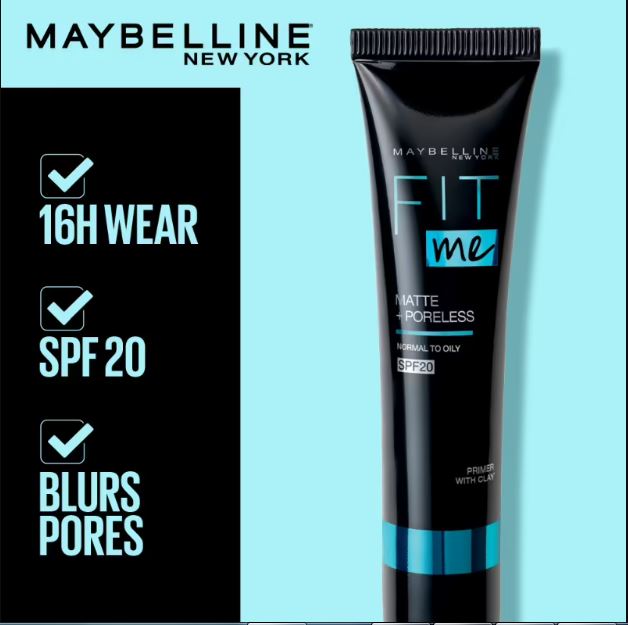 MAYBELLINE
NEW YORK
16H WEAR
SPF 20
BLURS
PORES
MAYBELLINE
NEW YORK
FIT
me
MATTE
+ PORELESS
NORMAL TO OILY
SPF20
PRIMER
WITH CLAY